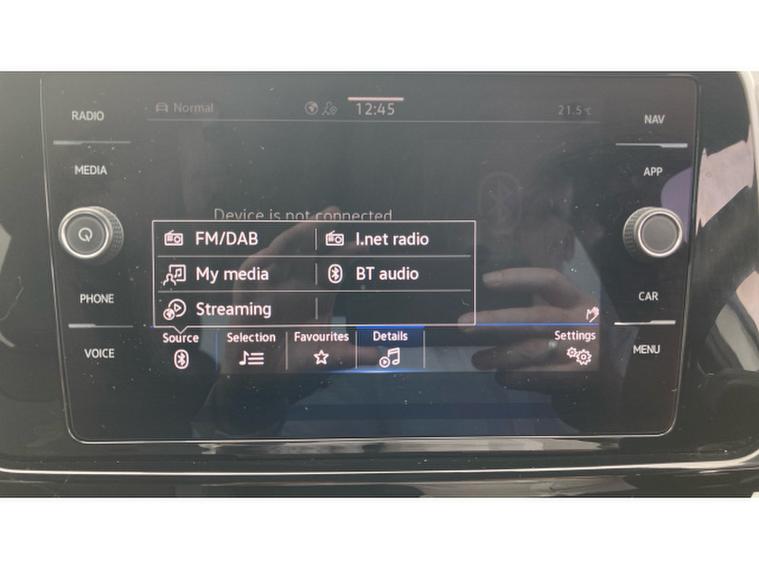 RADIO
Normal
12:45
21.5°C
NAV
MEDIA
APP
Device is not connected
FM/DAB
I.net radio
My media
BT audio
Streaming
PHONE
CAR
Source
Selection
Favourites
Details
Settings
VOICE
MENU